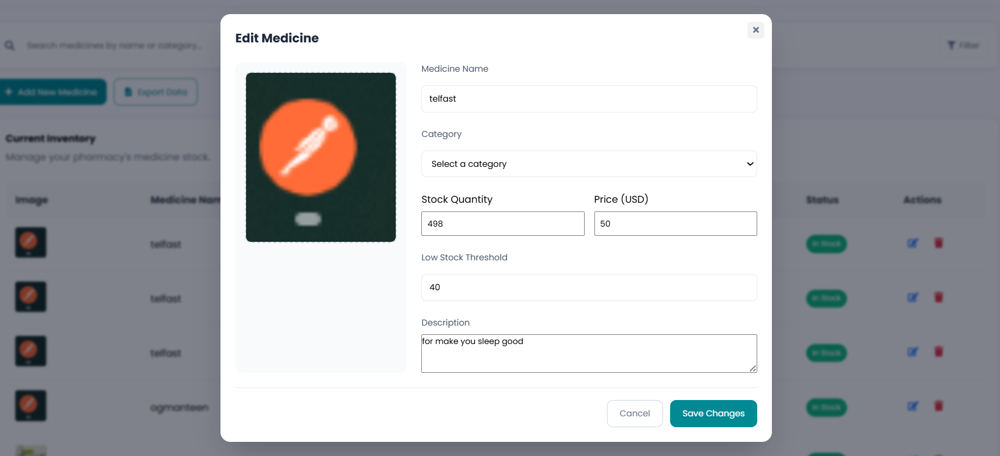 Search medicines by name or category...
Filter
Add New Medicine
Export Data
Current Inventory
Manage your pharmacy's medicine stock.
Image
Medicine Nam
Status
Actions
telfast
In Stock
telfast
In Stock
telfast
In Stock
ogmanteen
In Stock
Edit Medicine
Medicine Name
telfast
Category
Select a category
Stock Quantity
Price (USD)
498
50
Low Stock Threshold
40
Description
for make you sleep good
Cancel
Save Changes